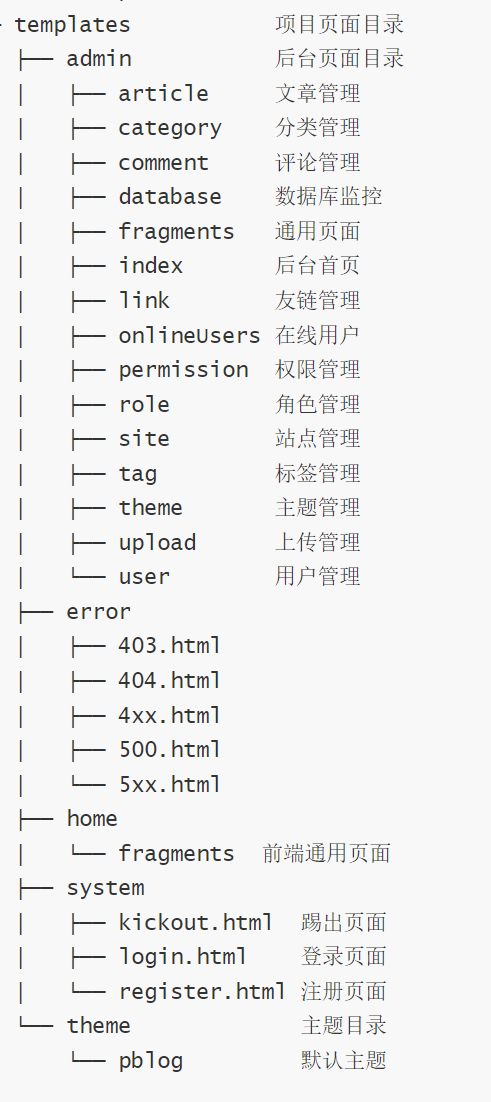 templates 项目页面目录
├── admin 后台页面目录
│ ├── article 文章管理
│ ├── category 分类管理
│ ├── comment 评论管理
│ ├── database 数据库监控
│ ├── fragments 通用页面
│ ├── index 后台首页
│ ├── link 友链管理
│ ├── onlineUsers 在线用户
│ ├── permission 权限管理
│ ├── role 角色管理
│ ├── site 站点管理
│ ├── tag 标签管理
│ ├── theme 主题管理
│ ├── upload 上传管理
│ └── user 用户管理
├── error
│ ├── 403.html
│ ├── 404.html
│ ├── 4xx.html
│ ├── 500.html
│ └── 5xx.html
├── home
│ └── fragments 前端通用页面
├── system
│ ├── kickout.html 踢出页面
│ ├── login.html 登录页面
│ └── register.html 注册页面
└── theme 主题目录
└── pblog 默认主题